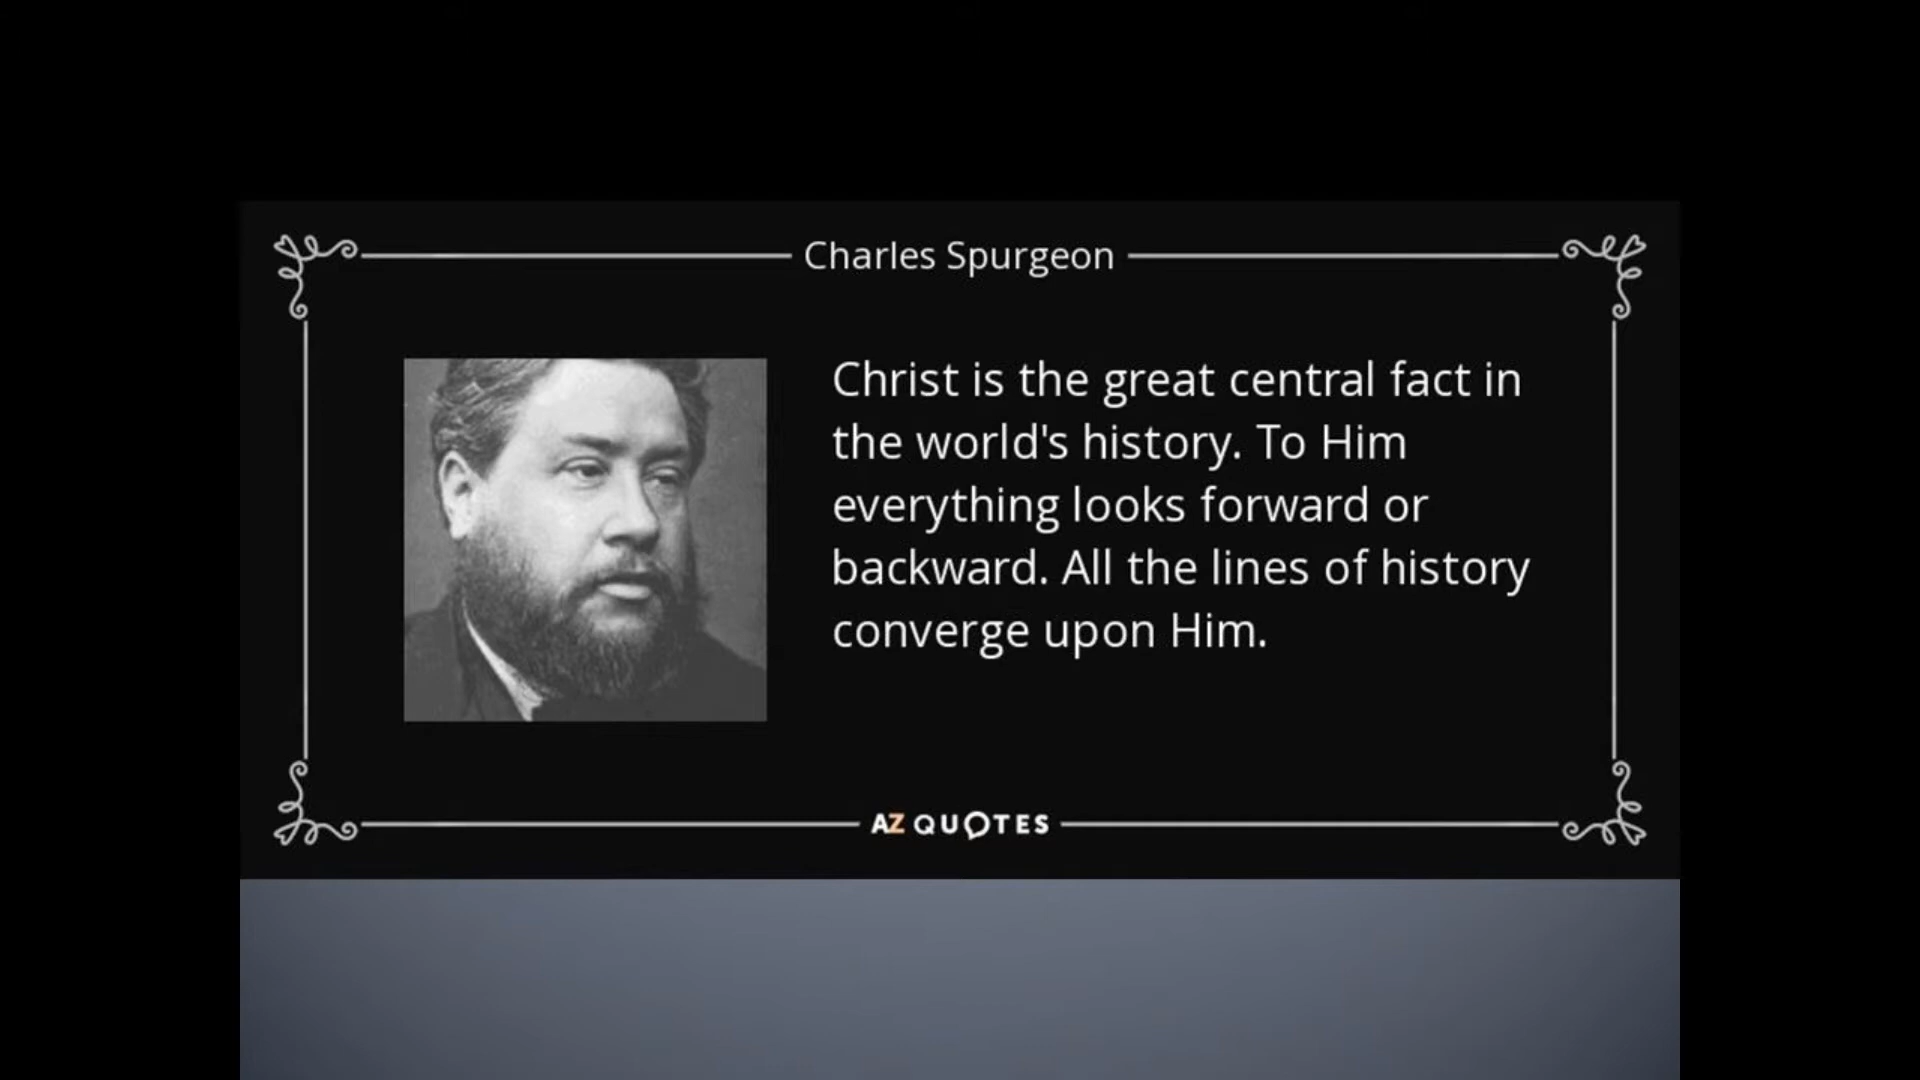 Charles Spurgeon
Christ is the great central fact in
the world's history. To Him
everything looks forward or
backward. All the lines of history
converge upon Him.
AZ QUOTES